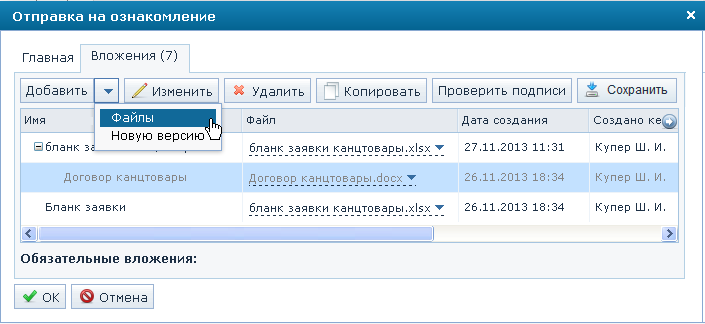 Отправка на ознакомление
Главная Вложения (7)
Добавить Изменить Удалить Копировать Проверить подписи Сохранить
Файлы
Новую версию
Имя Файл Дата создания Создано ке
бланк за бланк заявки канцтовары.xlsx 27.11.2013 11:31 Купер Ш. И.
Договор канцтовары Договор канцтовары.docx 26.11.2013 18:34 Купер Ш. И.
Бланк заявки бланк заявки канцтовары.xlsx 26.11.2013 18:34 Купер Ш. И.
Обязательные вложения:
OK Отмена